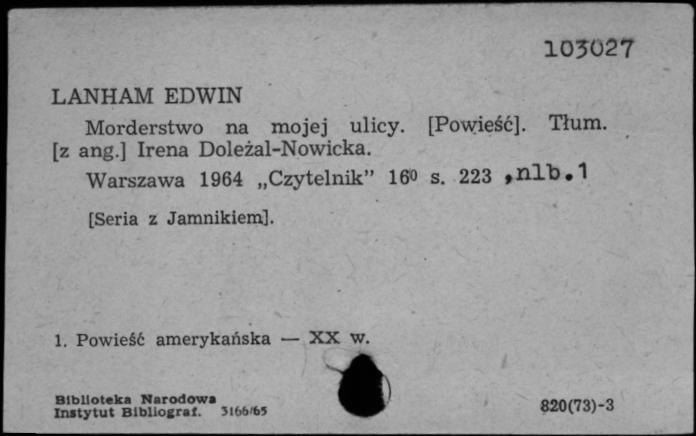 103027
LANHAM EDWIN
Morderstwo na mojej ulicy. [Powieść]. Tłum.
[z ang.] Irena Doleżal-Nowicka.
Warszawa 1964 „Czytelnik” 16⁰ s. 223 ,nlb.1
[Seria z Jamnikiem].
1. Powieść amerykańska — XX w.
Biblioteka Narodowa
Instytut Bibliograf. 3166/65
820(73)-3